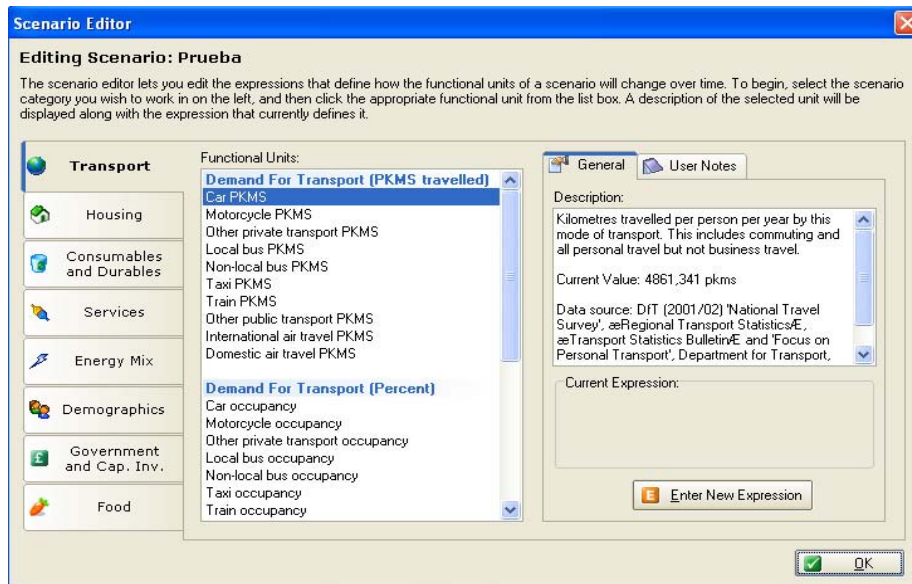 Scenario Editor
Editing Scenario: Prueba
The scenario editor lets you edit the expressions that define how the functional units of a scenario will change over time. To begin, select the scenario
category you wish to work in on the left, and then click the appropriate functional unit from the list box. A description of the selected unit will be
displayed along with the expression that currently defines it.
Transport
Housing
Consumables
and Durables
Services
Energy Mix
Demographics
Government
and Cap. Inv.
Food
Functional Units:
Demand For Transport (PKMS travelled)
Car PKMS
Motorcycle PKMS
Other private transport PKMS
Local bus PKMS
Non-local bus PKMS
Taxi PKMS
Train PKMS
Other public transport PKMS
International air travel PKMS
Domestic air travel PKMS
Demand For Transport (Percent)
Car occupancy
Motorcycle occupancy
Other private transport occupancy
Local bus occupancy
Non-local bus occupancy
Taxi occupancy
Train occupancy
General
User Notes
Description:
Kilometres travelled per person per year by this
mode of transport. This includes commuting and
all personal travel but not business travel.
Current Value: 4861,341 pkms
Data source: DfT (2001/02) 'National Travel
Survey', æRegional Transport StatisticsÆ,
æTransport Statistics BulletinÆ and 'Focus on
Personal Transport', Department for Transport,
Current Expression:
E Enter New Expression
OK